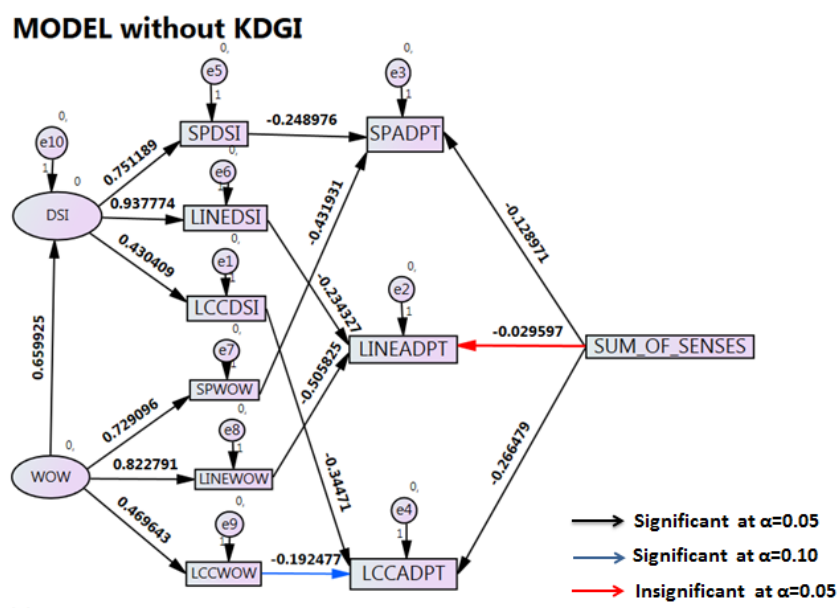 MODEL without KDGI
0,
0,
e5
e3
1
1
0,
e10
1
0
-0.248976
SPDSI
SPADPT
0.751189
0,
e6
1
DSI
0.937774
LINEDSI
-0.431931
-0.128971
0.430409
0,
e1
1
-0.234327
0,
e2
1
LCCDSI
0.659925
0,
e7
1
-0.029597
LINEADPT
SUM_OF_SENSES
-0.505825
SPWOW
0.729096
0,
e8
1
0,
WOW
0.822791
LINEWOW
-0.34471
-0.266479
0.469643
0,
e9
1
0,
e4
1
-0.192477
LCCWOW
LCCADPT
Significant at α=0.05
Significant at α=0.10
Insignificant at α=0.05